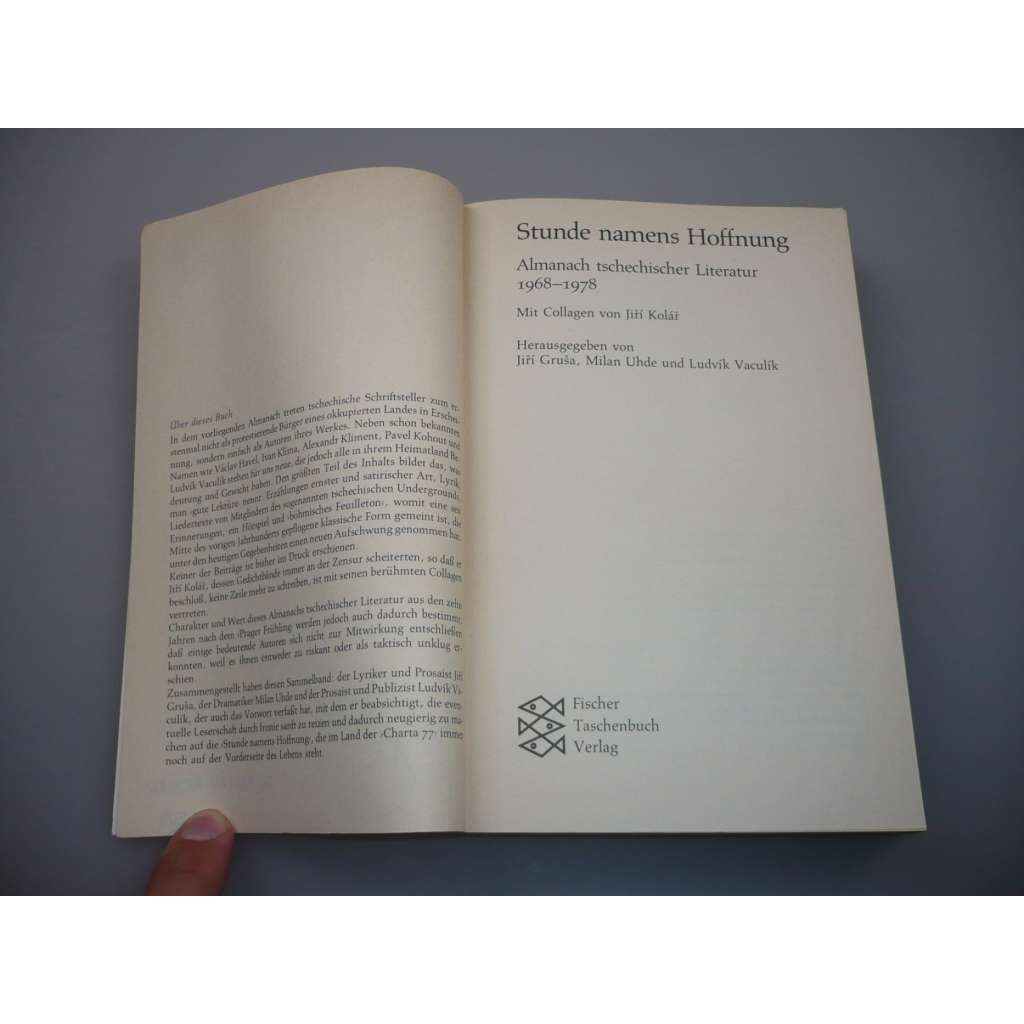 Über dieses Buch
In dem vorliegenden Almanach treten tschechische Schriftsteller zum er-
stenmal nicht als protestierende Bürger eines okkupierten Landes in Erschei-
nung, sondern einfach als Autoren ihres Werkes. Neben schon bekannten
Namen wie Václav Havel, Ivan Klíma, Alexandr Kliment, Pavel Kohout und
Ludvík Vaculík stehen für uns neue, die jedoch alle in ihrem Heimatland Be-
deutung und Gewicht haben. Den größten Teil des Inhalts bildet das, was
man ›gute Lektüre‹ nennt: Erzählungen ernster und satirischer Art, Lyrik,
Liedertexte von Mitgliedern des sogenannten tschechischen Undergrounds,
Erinnerungen, ein Hörspiel und ›böhmisches Feuilleton‹, womit eine seit
Mitte des vorigen Jahrhunderts gepflogene klassische Form gemeint ist, die
unter den heutigen Gegebenheiten einen neuen Aufschwung genommen hat.
Keiner der Beiträge ist bisher im Druck erschienen.
Jiří Kolář, dessen Gedichtbände immer an der Zensur scheiterten, so daß er
beschloß, keine Zeile mehr zu schreiben, ist mit seinen berühmten Collagen
vertreten.
Charakter und Wert dieses Almanachs tschechischer Literatur aus den zehn
Jahren nach dem ›Prager Frühling‹ werden jedoch auch dadurch bestimmt,
daß einige bedeutende Autoren sich nicht zur Mitwirkung entschließen
konnten, weil es ihnen entweder zu riskant oder als taktisch unklug er-
schien.
Zusammengestellt haben diesen Sammelband: der Lyriker und Prosaist Jiří
Gruša, der Dramatiker Milan Uhde und der Prosaist und Publizist Ludvík Va-
culík, der auch das Vorwort verfaßt hat, mit dem er beabsichtigt, die even-
tuelle Leserschaft durch Ironie sanft zu reizen und dadurch neugierig zu ma-
chen auf die ›Stunde namens Hoffnung‹, die im Land der ›Charta 77‹ immer
noch auf der Vorderseite des Lebens steht.
Stunde namens Hoffnung
Almanach tschechischer Literatur
1968–1978
Mit Collagen von Jiří Kolář
Herausgegeben von
Jiří Gruša, Milan Uhde und Ludvík Vaculík
Fischer
Taschenbuch
Verlag